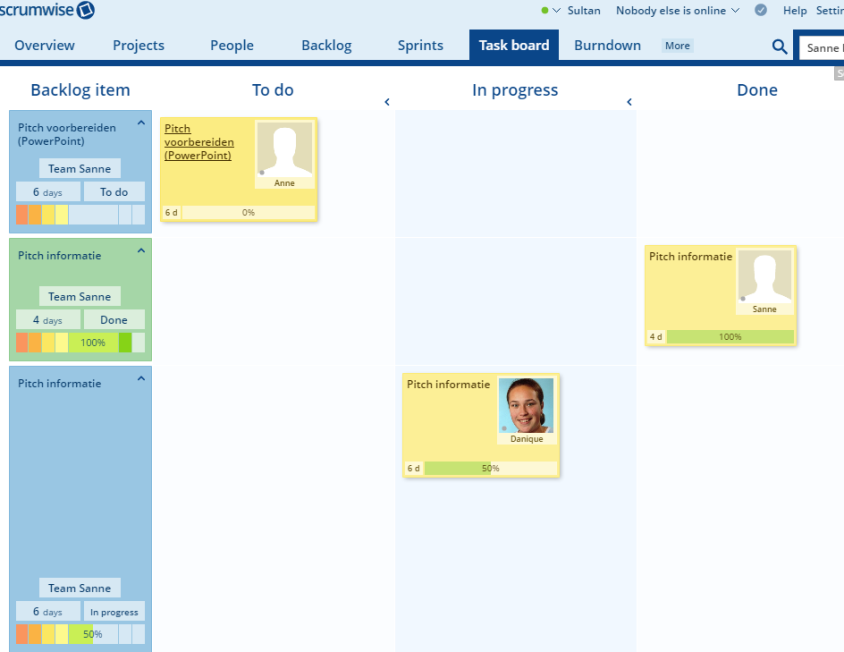 scrumwise
Sultan Nobody else is online Help
Overview Projects People Backlog Sprints Task board Burndown More Sanne
Backlog item To do In progress Done
Pitch voorbereiden
(PowerPoint)
Team Sanne
6 days To do
Pitch
voorbereiden
(PowerPoint)
Anne
6 d 0%
Pitch informatie
Team Sanne
4 days Done
100%
Pitch informatie
Sanne
4 d 100%
Pitch informatie
Team Sanne
6 days In progress
50%
Pitch informatie
Danique
6 d 50%